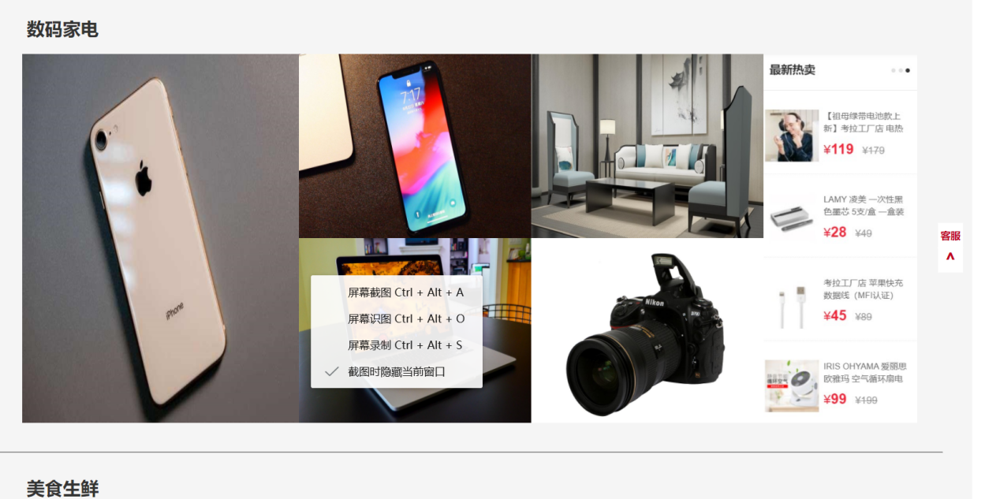 数码家电
iPhone
7:17
Nikon
屏幕截图 Ctrl + Alt + A
屏幕识图 Ctrl + Alt + O
屏幕录制 Ctrl + Alt + S
截图时隐藏当前窗口
最新热卖
【祖母绿带电池款上
新】考拉工厂店 电热
¥119 ¥179
LAMY 凌美 一次性黑
色墨芯 5支/盒 一盒装
¥28 ¥49
考拉工厂店 苹果快充
数据线（MFI认证）
¥45 ¥89
IRIS OHYAMA 爱丽思
欧雅玛 空气循环扇电
¥99 ¥199
客服
^
美食生鲜